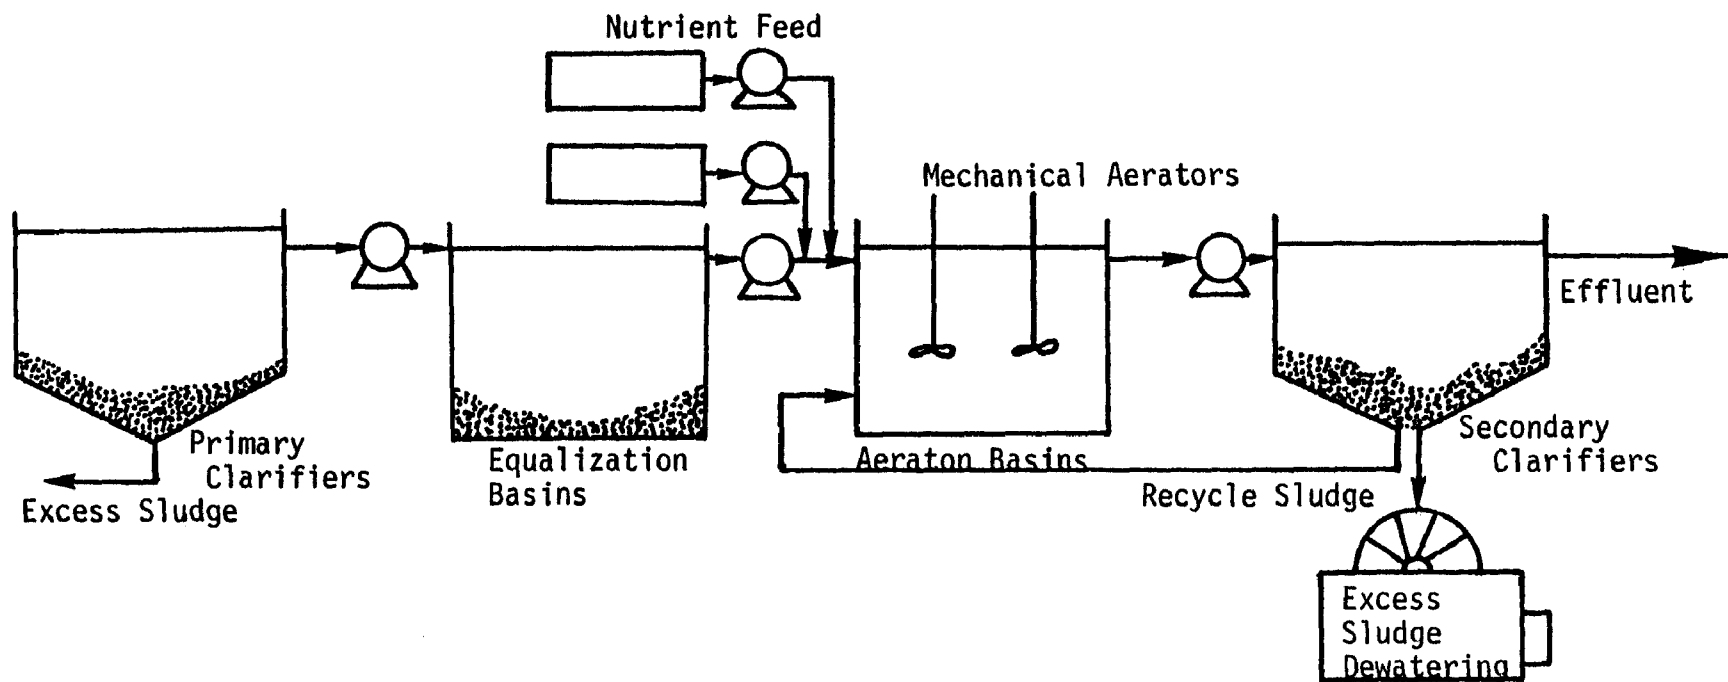 Nutrient Feed
Mechanical Aerators
Effluent
Primary
Clarifiers
Excess Sludge
Equalization
Basins
Aeraton Basins
Recycle Sludge
Secondary
Clarifiers
Excess
Sludge
Dewatering